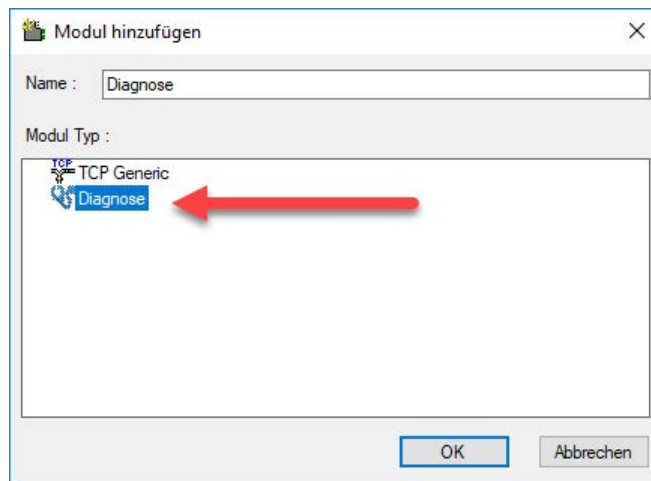 Modul hinzufügen
Name : Diagnose
Modul Typ :
TCP TCP Generic
Diagnose
OK Abbrechen